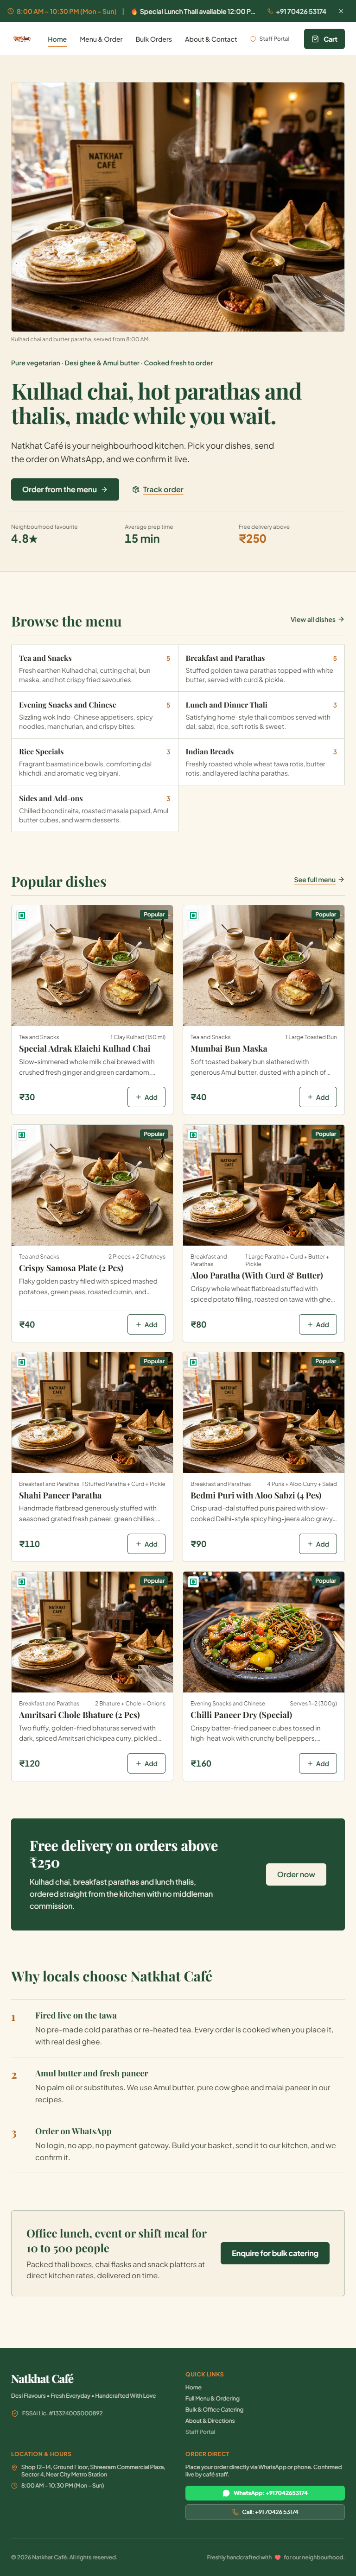 8:00 AM – 10:30 PM (Mon – Sun) | 🔥 Special Lunch Thali available 12:00 P... +91 70426 53174 ×
Natkhat Home Menu & Order Bulk Orders About & Contact Staff Portal Cart
NATKHAT
CAFE
Kulhad chai and butter paratha, served from 8:00 AM.
Pure vegetarian · Desi ghee & Amul butter · Cooked fresh to order
Kulhad chai, hot parathas and
thalis, made while you wait.
Natkhat Café is your neighbourhood kitchen. Pick your dishes, send
the order on WhatsApp, and we confirm it live.
Order from the menu → Track order
Neighbourhood favourite Average prep time Free delivery above
4.8★ 15 min ₹250
Browse the menu View all dishes →
Tea and Snacks 5
Fresh earthen Kulhad chai, cutting chai, bun
maska, and hot crispy fried savouries.
Breakfast and Parathas 5
Stuffed golden tawa parathas topped with white
butter, served with curd & pickle.
Evening Snacks and Chinese 5
Sizzling wok Indo-Chinese appetisers, spicy
noodles, manchurian, and crispy bites.
Lunch and Dinner Thali 3
Satisfying home-style thali combos served with
dal, sabzi, rice, soft rotis & sweet.
Rice Specials 3
Fragrant basmati rice bowls, comforting dal
khichdi, and aromatic veg biryani.
Indian Breads 3
Freshly roasted whole wheat tawa rotis, butter
rotis, and layered lachha parathas.
Sides and Add-ons 3
Chilled boondi raita, roasted masala papad, Amul
butter cubes, and warm desserts.
Popular dishes See full menu →
Popular
Tea and Snacks 1 Clay Kulhad (150 ml)
Special Adrak Elaichi Kulhad Chai
Slow-simmered whole milk chai brewed with
crushed fresh ginger and green cardamom,...
₹30 + Add
Popular
Tea and Snacks 1 Large Toasted Bun
Mumbai Bun Maska
Soft toasted bakery bun slathered with
generous Amul butter, dusted with a pinch of...
₹40 + Add
Popular
Tea and Snacks 2 Pieces + 2 Chutneys
Crispy Samosa Plate (2 Pcs)
Flaky golden pastry filled with spiced mashed
potatoes, green peas, roasted cumin, and...
₹40 + Add
Popular
NATKHAT
CAFE
Breakfast and
Parathas
1 Large Paratha + Curd + Butter +
Pickle
Aloo Paratha (With Curd & Butter)
Crispy whole wheat flatbread stuffed with
spiced potato filling, roasted on tawa with ghe...
₹80 + Add
Popular
NATKHAT
CAFE
Breakfast and Parathas 1 Stuffed Paratha + Curd + Pickle
Shahi Paneer Paratha
Handmade flatbread generously stuffed with
seasoned grated fresh paneer, green chillies,...
₹110 + Add
Popular
NATKHAT
CAFE
Breakfast and Parathas 4 Puris + Aloo Curry + Salad
Bedmi Puri with Aloo Sabzi (4 Pcs)
Crisp urad-dal stuffed puris paired with slow-
cooked Delhi-style spicy hing-jeera aloo gravy...
₹90 + Add
Popular
NATKHAT
CAFE
Breakfast and Parathas 2 Bhature + Chole + Onions
Amritsari Chole Bhature (2 Pcs)
Two fluffy, golden-fried bhaturas served with
dark, spiced Amritsari chickpea curry, pickled...
₹120 + Add
Popular
Evening Snacks and Chinese Serves 1-2 (300g)
Chilli Paneer Dry (Special)
Crispy batter-fried paneer cubes tossed in
high-heat wok with crunchy bell peppers,...
₹160 + Add
Free delivery on orders above
₹250
Kulhad chai, breakfast parathas and lunch thalis,
ordered straight from the kitchen with no middleman
commission.
Order now
Why locals choose Natkhat Café
1 Fired live on the tawa
No pre-made cold parathas or re-heated tea. Every order is cooked when you place it,
with real desi ghee.
2 Amul butter and fresh paneer
No palm oil or substitutes. We use Amul butter, pure cow ghee and malai paneer in our
recipes.
3 Order on WhatsApp
No login, no app, no payment gateway. Build your basket, send it to our kitchen, and we
confirm it.
Office lunch, event or shift meal for
10 to 500 people
Packed thali boxes, chai flasks and snack platters at
direct kitchen rates, delivered on time.
Enquire for bulk catering
Natkhat Café
Desi Flavours • Fresh Everyday • Handcrafted With Love
FSSAI Lic. #13324005000892
QUICK LINKS
Home
Full Menu & Ordering
Bulk & Office Catering
About & Directions
Staff Portal
LOCATION & HOURS
Shop 12–14, Ground Floor, Shreeram Commercial Plaza,
Sector 4, Near City Metro Station
8:00 AM – 10:30 PM (Mon – Sun)
ORDER DIRECT
Place your order directly via WhatsApp or phone. Confirmed
live by café staff.
WhatsApp: +917042653174
Call: +91 70426 53174
© 2026 Natkhat Café. All rights reserved. Freshly handcrafted with ❤️ for our neighbourhood.